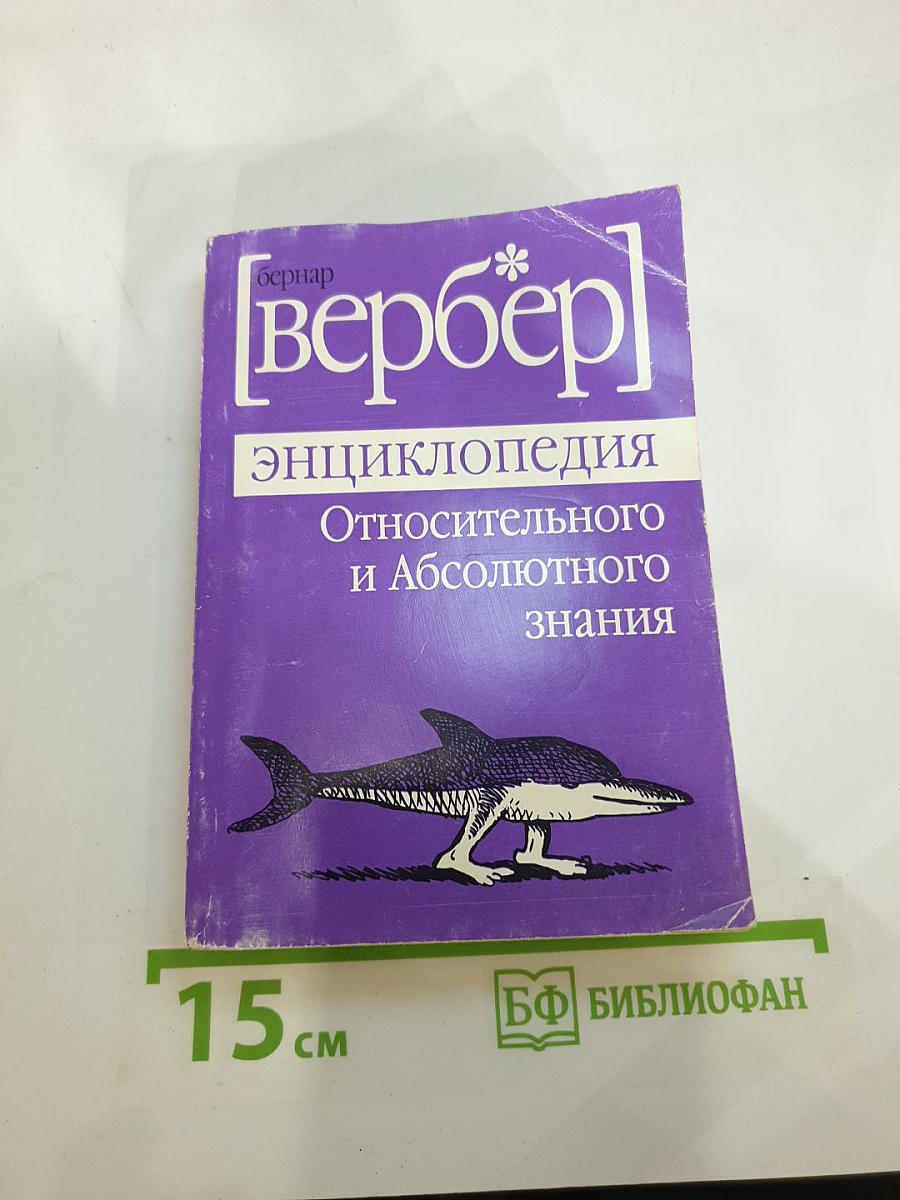 бернар
[вербер]*
энциклопедия
Относительного
и Абсолютного
знания
15 см
БФ БИБЛИОФАН